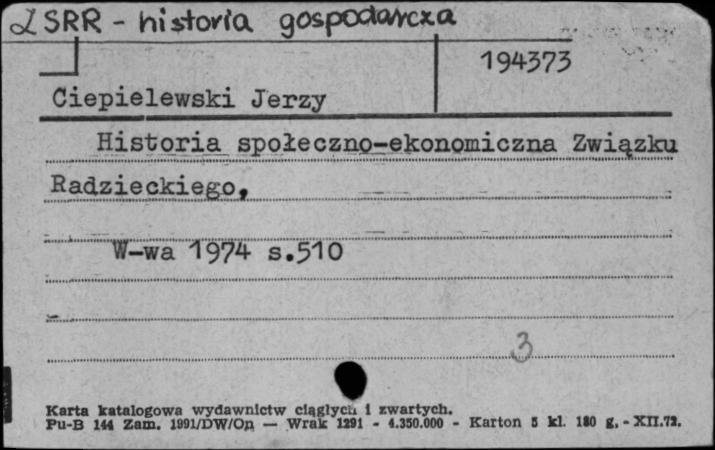 ZSRR - historia gospodarcza
194373
Ciepielewski Jerzy
Historia społeczno-ekonomiczna Związku
Radzieckiego,
W-wa 1974 s.510
3
Karta katalogowa wydawnictw ciągłych i zwartych.
Pu-B 144 Zam. 1991/DW/Op — Wrak 1291 - 4.350.000 - Karton 5 kl. 180 g. - XII.72.